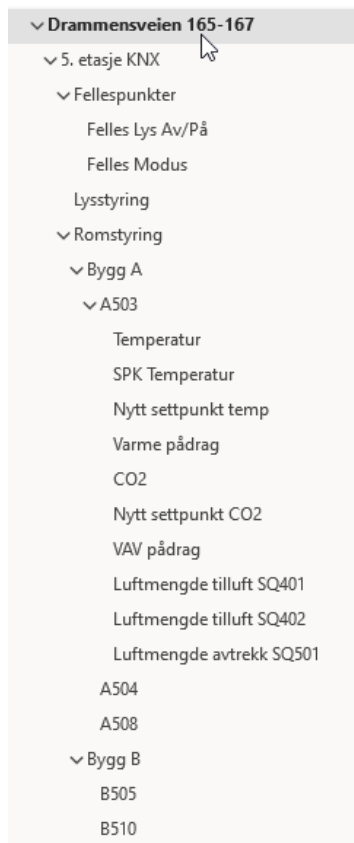 Drammensveien 165-167
5. etasje KNX
Fellespunkter
Felles Lys Av/På
Felles Modus
Lysstyring
Romstyring
Bygg A
A503
Temperatur
SPK Temperatur
Nytt settpunkt temp
Varme pådrag
CO2
Nytt settpunkt CO2
VAV pådrag
Luftmengde tilluft SQ401
Luftmengde tilluft SQ402
Luftmengde avtrekk SQ501
A504
A508
Bygg B
B505
B510